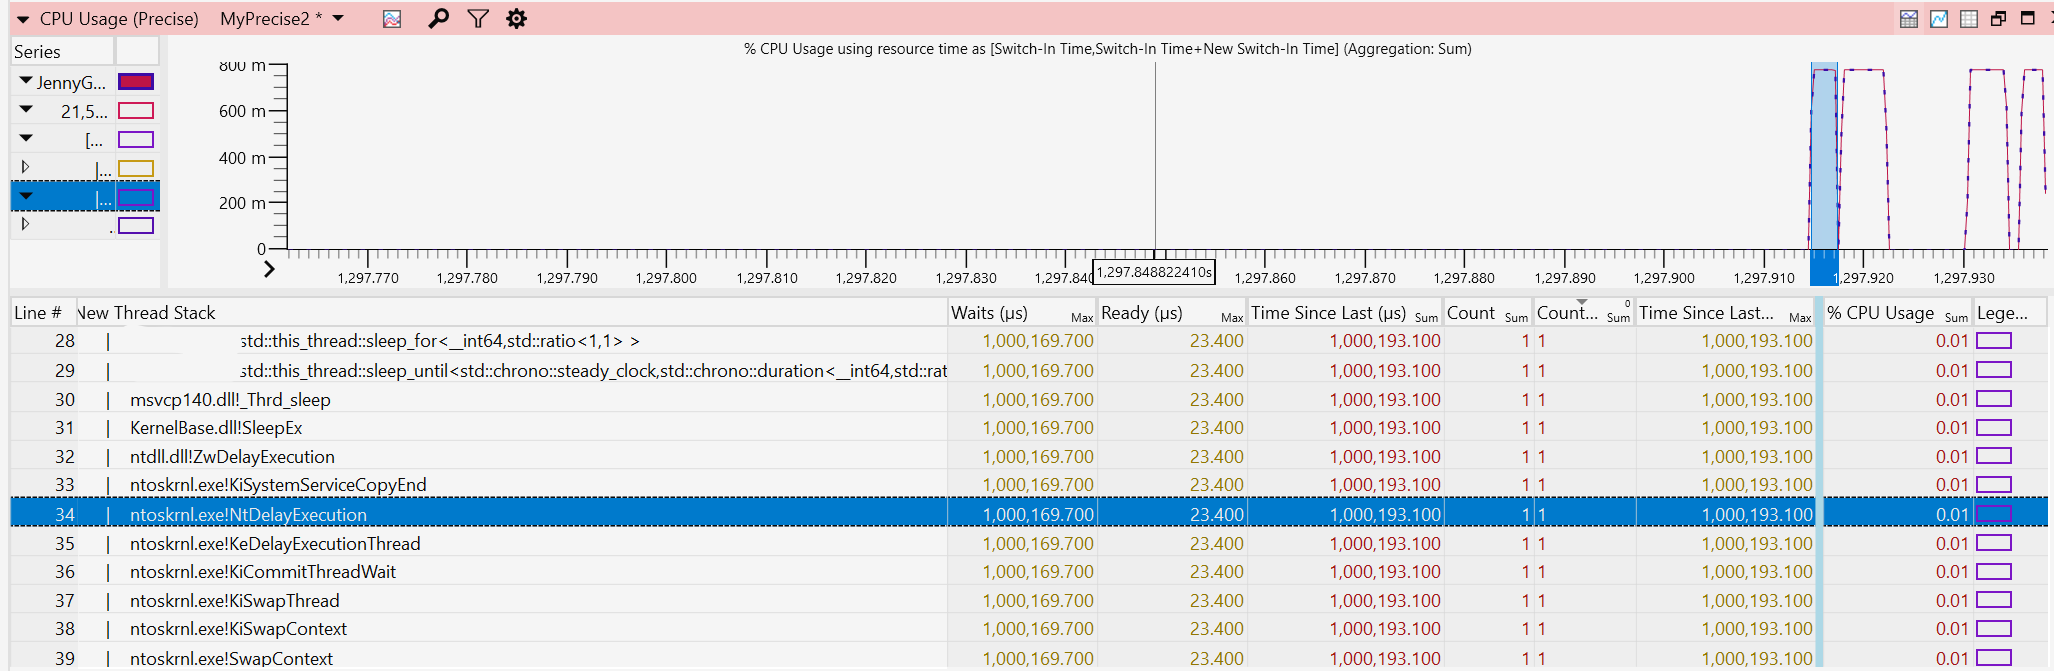 CPU Usage (Precise) MyPrecise2 *
Series
JennyG...
21,5...
[...
|...
|...
.
% CPU Usage using resource time as [Switch-In Time,Switch-In Time+New Switch-In Time] (Aggregation: Sum)
800 m
600 m
400 m
200 m
0
1,297.770 1,297.780 1,297.790 1,297.800 1,297.810 1,297.820 1,297.830 1,297.840 1,297.848822410s 1,297.860 1,297.870 1,297.880 1,297.890 1,297.900 1,297.910 1,297.920 1,297.930
Line # New Thread Stack Waits (µs) Max Ready (µs) Max Time Since Last (µs) Sum Count Sum Count... 0 Sum Time Since Last... Max % CPU Usage Sum Lege...
28 | std::this_thread::sleep_for<__int64,std::ratio<1,1> > 1,000,169.700 23.400 1,000,193.100 1 1 1,000,193.100 0.01
29 | std::this_thread::sleep_until<std::chrono::steady_clock,std::chrono::duration<__int64,std::rat 1,000,169.700 23.400 1,000,193.100 1 1 1,000,193.100 0.01
30 | msvcp140.dll!_Thrd_sleep 1,000,169.700 23.400 1,000,193.100 1 1 1,000,193.100 0.01
31 | KernelBase.dll!SleepEx 1,000,169.700 23.400 1,000,193.100 1 1 1,000,193.100 0.01
32 | ntdll.dll!ZwDelayExecution 1,000,169.700 23.400 1,000,193.100 1 1 1,000,193.100 0.01
33 | ntoskrnl.exe!KiSystemServiceCopyEnd 1,000,169.700 23.400 1,000,193.100 1 1 1,000,193.100 0.01
34 | ntoskrnl.exe!NtDelayExecution 1,000,169.700 23.400 1,000,193.100 1 1 1,000,193.100 0.01
35 | ntoskrnl.exe!KeDelayExecutionThread 1,000,169.700 23.400 1,000,193.100 1 1 1,000,193.100 0.01
36 | ntoskrnl.exe!KiCommitThreadWait 1,000,169.700 23.400 1,000,193.100 1 1 1,000,193.100 0.01
37 | ntoskrnl.exe!KiSwapThread 1,000,169.700 23.400 1,000,193.100 1 1 1,000,193.100 0.01
38 | ntoskrnl.exe!KiSwapContext 1,000,169.700 23.400 1,000,193.100 1 1 1,000,193.100 0.01
39 | ntoskrnl.exe!SwapContext 1,000,169.700 23.400 1,000,193.100 1 1 1,000,193.100 0.01